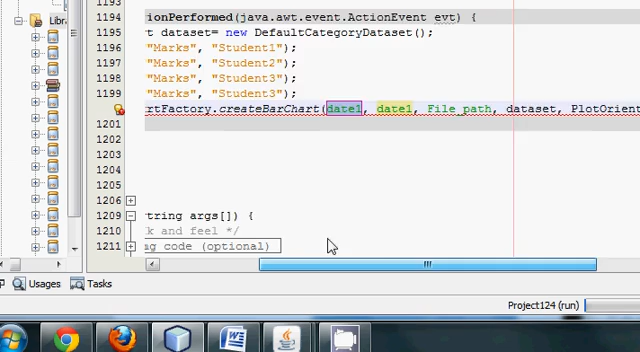 1193
Libra
1194 ionPerformed(java.awt.event.ActionEvent evt) {
1195 t dataset= new DefaultCategoryDataset();
1196 "Marks", "Student1");
1197 "Marks", "Student2");
1198 "Marks", "Student3");
1199 "Marks", "Student3");
rtFactory.createBarChart(date1, date1, File_path, dataset, PlotOrient
1201
1202
1203
1204
1205
1206
1209 tring args[]) {
1210 k and feel */
1211 ng code (optional)
Usages Tasks
Project124 (run)